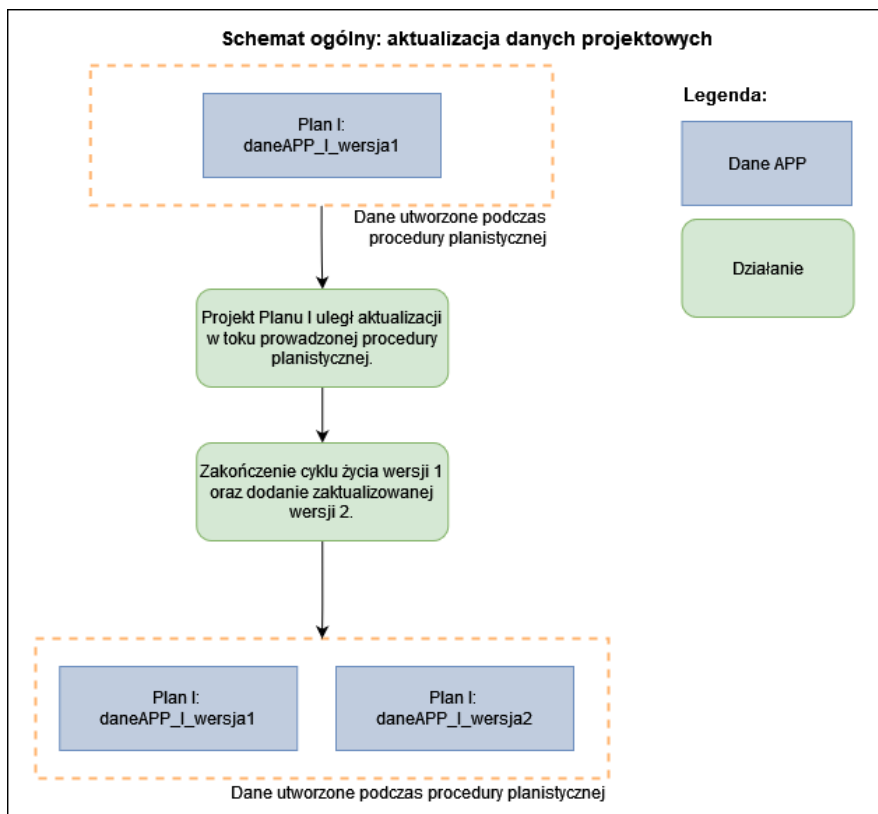 Schemat ogólny: aktualizacja danych projektowych
Plan I:
daneAPP_I_wersja1
Legenda:
Dane APP
Dane utworzone podczas
procedury planistycznej
Działanie
Projekt Planu I uległ aktualizacji
w toku prowadzonej procedury
planistycznej.
Zakończenie cyklu życia wersji 1
oraz dodanie zaktualizowanej
wersji 2.
Plan I:
daneAPP_I_wersja1
Plan I:
daneAPP_I_wersja2
Dane utworzone podczas procedury planistycznej